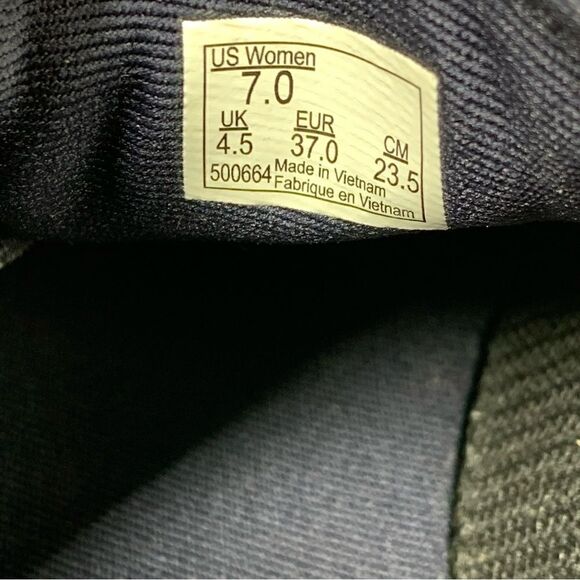 US Women
7.0
UK EUR CM
4.5 37.0 23.5
500664 Made in Vietnam
Fabrique en Vietnam